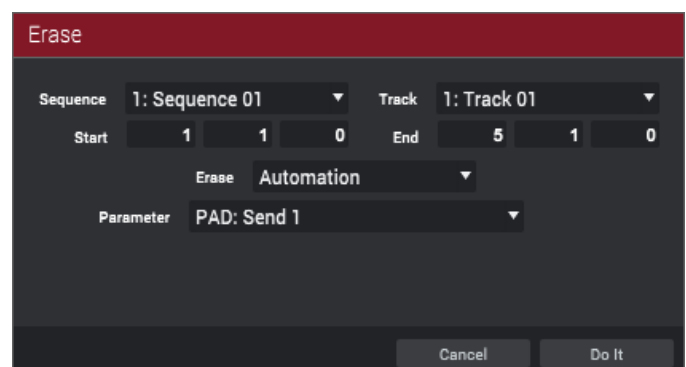 Erase
Sequence 1: Sequence 01 Track 1: Track 01
Start 1 1 0 End 5 1 0
Erase Automation
Parameter PAD: Send 1
Cancel Do It